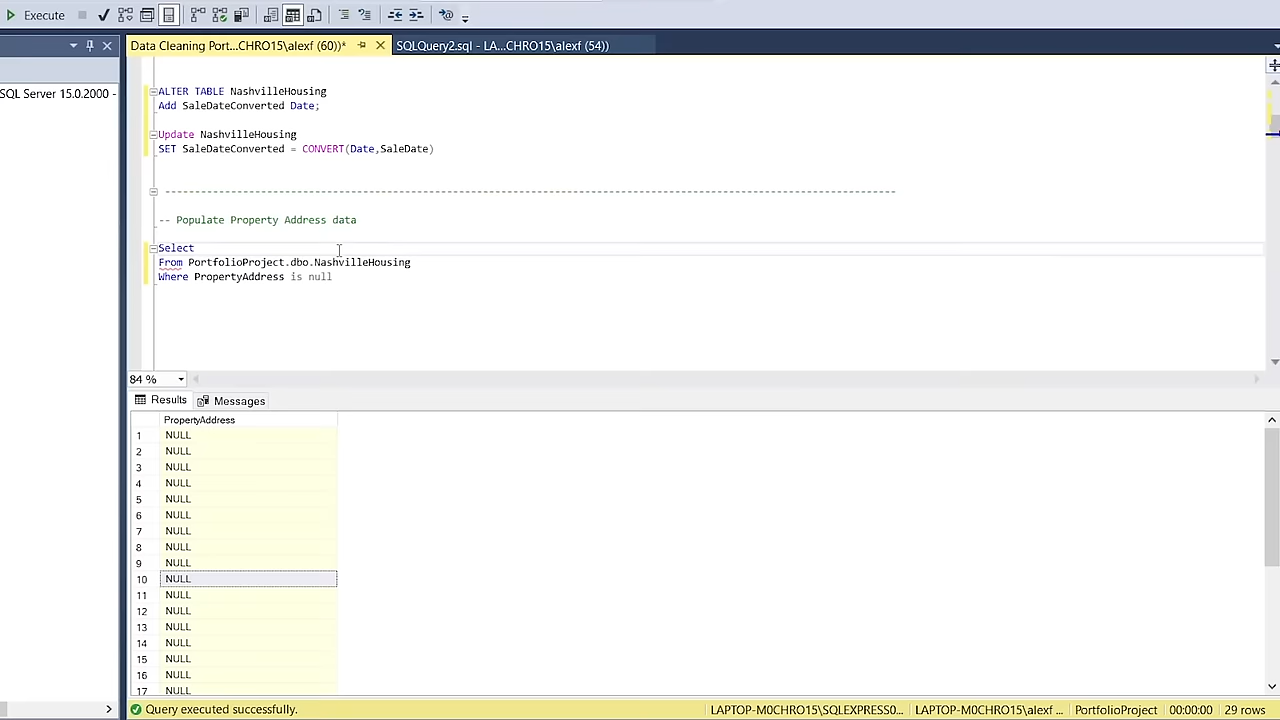 Execute
Data Cleaning Port...CHRO15\alexf (60))*
SQLQuery2.sql - LA...CHRO15\alexf (54))
SQL Server 15.0.2000 -
ALTER TABLE NashvilleHousing
Add SaleDateConverted Date;
Update NashvilleHousing
SET SaleDateConverted = CONVERT(Date,SaleDate)
---------------------------------------------------------------------------------------------------------------------------
-- Populate Property Address data
Select
From PortfolioProject.dbo.NashvilleHousing
Where PropertyAddress is null
84 %
Results
Messages
PropertyAddress
1 NULL
2 NULL
3 NULL
4 NULL
5 NULL
6 NULL
7 NULL
8 NULL
9 NULL
10 NULL
11 NULL
12 NULL
13 NULL
14 NULL
15 NULL
16 NULL
17 NULL
Query executed successfully.
LAPTOP-M0CHRO15\SQLEXPRESS0...
LAPTOP-M0CHRO15\alexf ...
PortfolioProject
00:00:00
29 rows